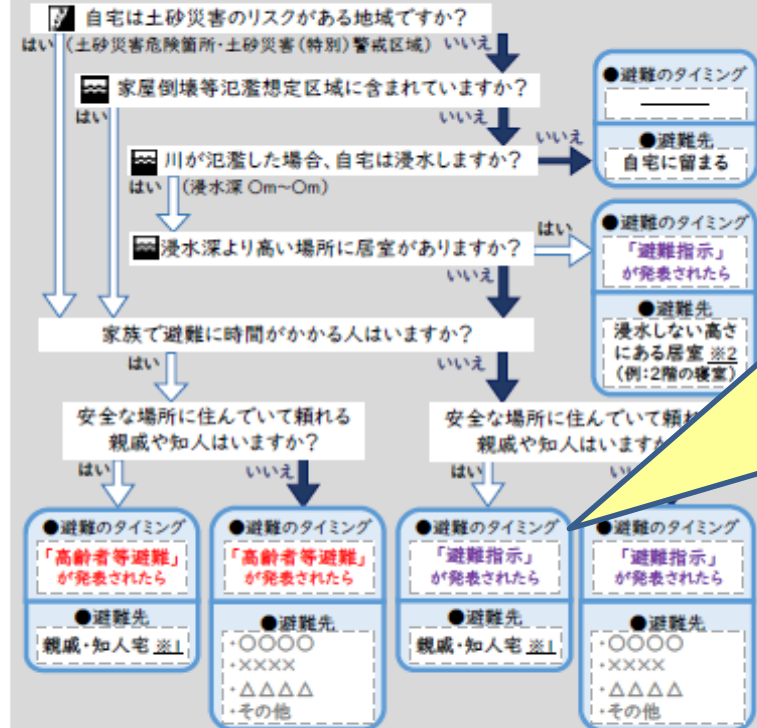 自宅は土砂災害のリスクがある地域ですか?
はい (土砂災害危険箇所・土砂災害(特別)警戒区域) いいえ
家屋倒壊等氾濫想定区域に含まれていますか?
はい いいえ
●避難のタイミング
●避難先
自宅に留まる
川が氾濫した場合、自宅は浸水しますか?
いいえ
はい (浸水深 〇m~〇m)
浸水深より高い場所に居室がありますか?
はい
いいえ
●避難のタイミング
「避難指示」
が発表されたら
●避難先
浸水しない高さ
にある居室 ※2
(例:2階の寝室)
家族で避難に時間がかかる人はいますか?
はい いいえ
安全な場所に住んでいて頼れる
親戚や知人はいますか?
はい いいえ
安全な場所に住んでいて頼れ
親戚や知人はいますか
はい いい
●避難のタイミング
「高齢者等避難」
が発表されたら
●避難先
親戚・知人宅 ※1
●避難のタイミング
「高齢者等避難」
が発表されたら
●避難先
・〇〇〇〇
・××××
・△△△△
・その他
●避難のタイミング
「避難指示」
が発表されたら
●避難先
親戚・知人宅 ※1
●避難のタイミング
「避難指示」
が発表されたら
●避難先
・〇〇〇〇
・××××
・△△△△
・その他